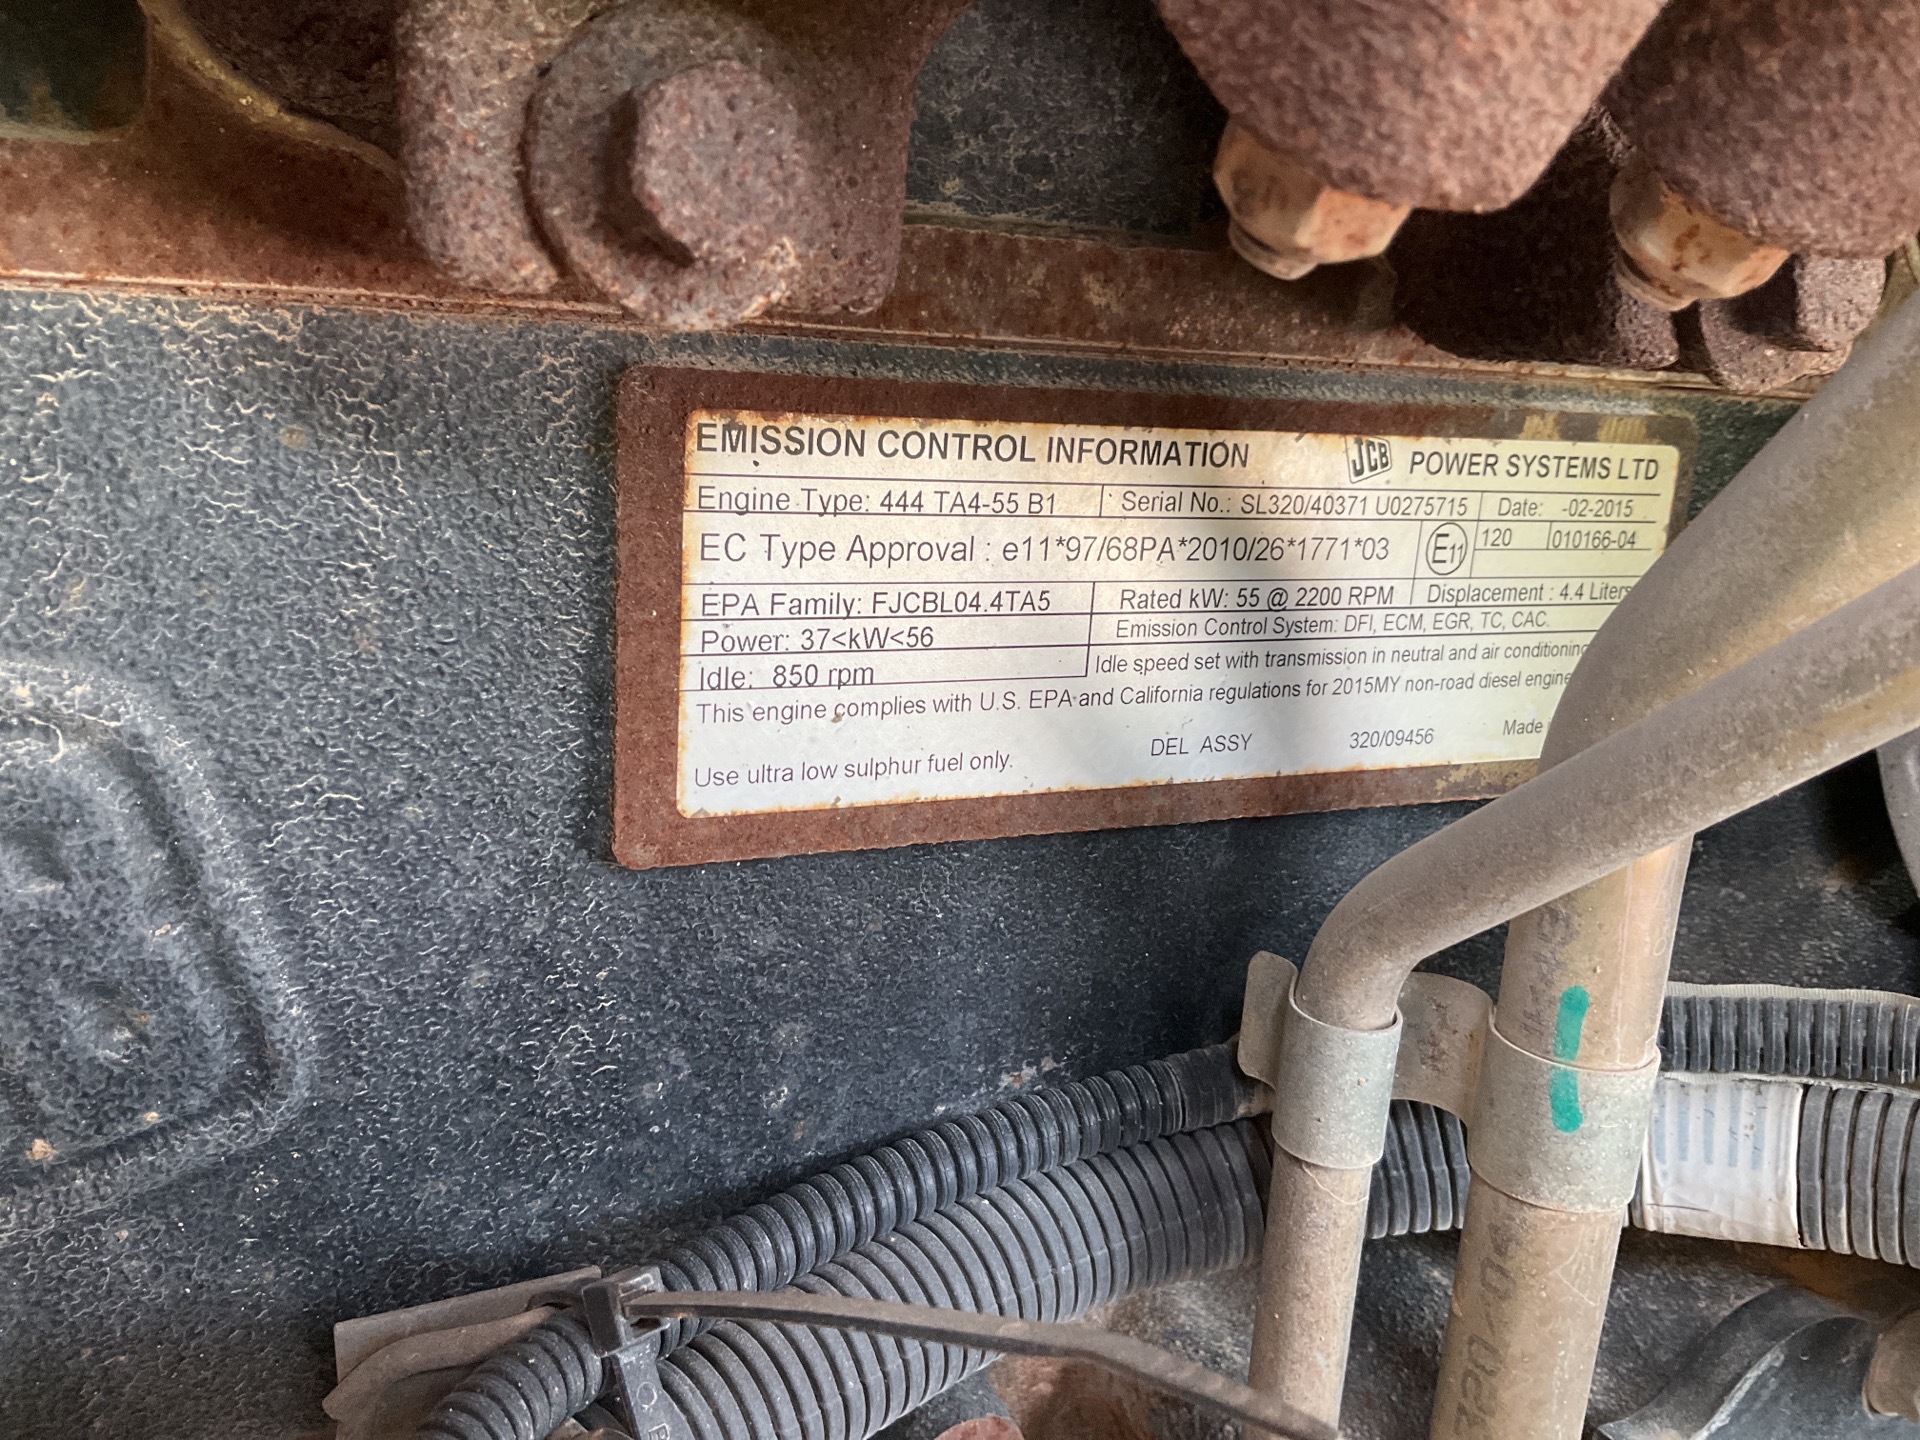 EMISSION CONTROL INFORMATION JCB POWER SYSTEMS LTD
Engine Type: 444 TA4-55 B1 Serial No.: SL320/40371 U0275715 Date: -02-2015
EC Type Approval : e11*97/68PA*2010/26*1771*03 E11 120 010166-04
EPA Family: FJCBL04.4TA5 Rated kW: 55 @ 2200 RPM Displacement : 4.4 Liters
Power: 37<kW<56 Emission Control System: DFI, ECM, EGR, TC, CAC.
Idle: 850 rpm Idle speed set with transmission in neutral and air conditioning
This engine complies with U.S. EPA and California regulations for 2015MY non-road diesel engine
Use ultra low sulphur fuel only. DEL ASSY 320/09456 Made